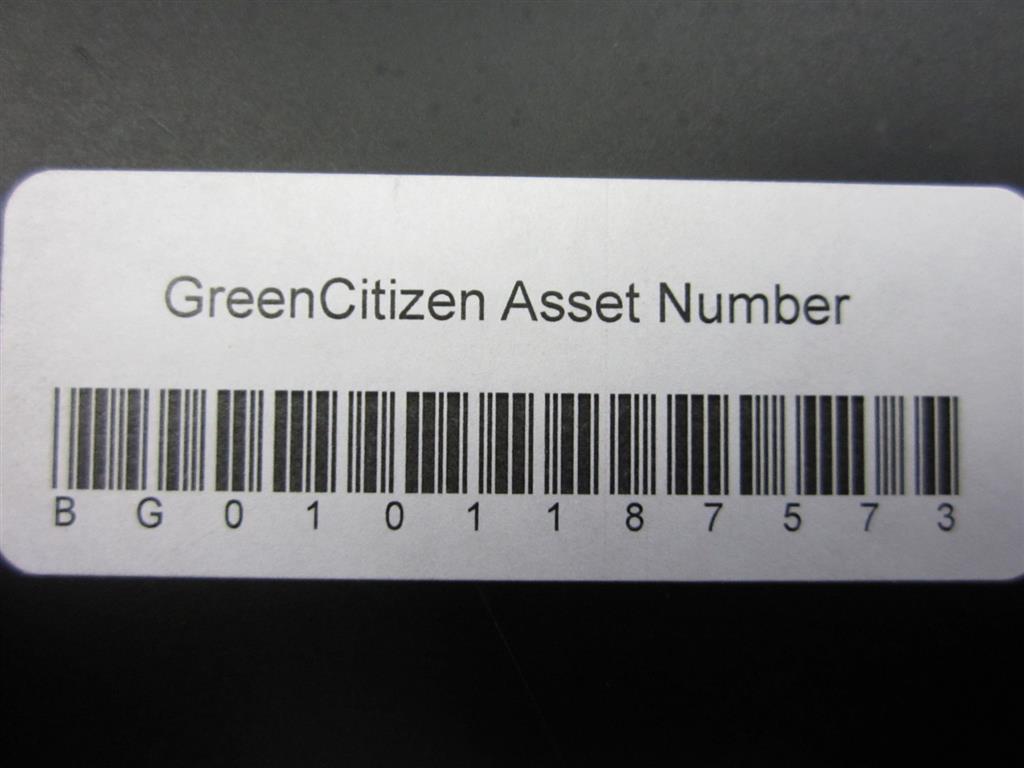 GreenCitizen Asset Number
B G 0 1 0 1 1 8 7 5 7 3